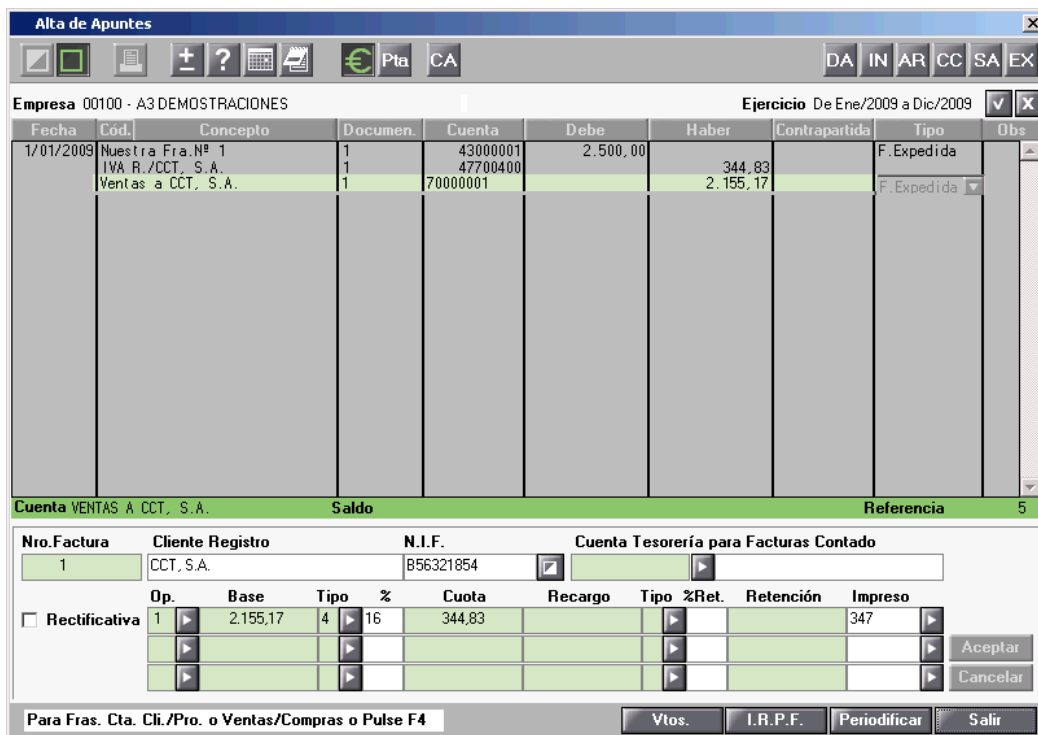 Alta de Apuntes
± ? € Pta CA DA IN AR CC SA EX
Empresa 00100 - A3 DEMOSTRACIONES Ejercicio De Ene/2009 a Dic/2009
Fecha Cód. Concepto Documen. Cuenta Debe Haber Contrapartida Tipo Obs
1/01/2009 Nuestra Fra.Nº 1 1 43000001 2.500,00 F.Expedida
IVA R./CCT, S.A. 1 47700400 344,83
Ventas a CCT, S.A. 1 70000001 2.155,17 F.Expedida
Cuenta VENTAS A CCT, S.A. Saldo Referencia 5
Nro.Factura Cliente Registro N.I.F. Cuenta Tesorería para Facturas Contado
1 CCT, S.A. B56321854
Op. Base Tipo % Cuota Recargo Tipo %Ret. Retención Impreso
Rectificativa 1 2.155,17 4 16 344,83 347
Aceptar
Cancelar
Para Fras. Cta. Cli./Pro. o Ventas/Compras o Pulse F4 Vtos. I.R.P.F. Periodificar Salir